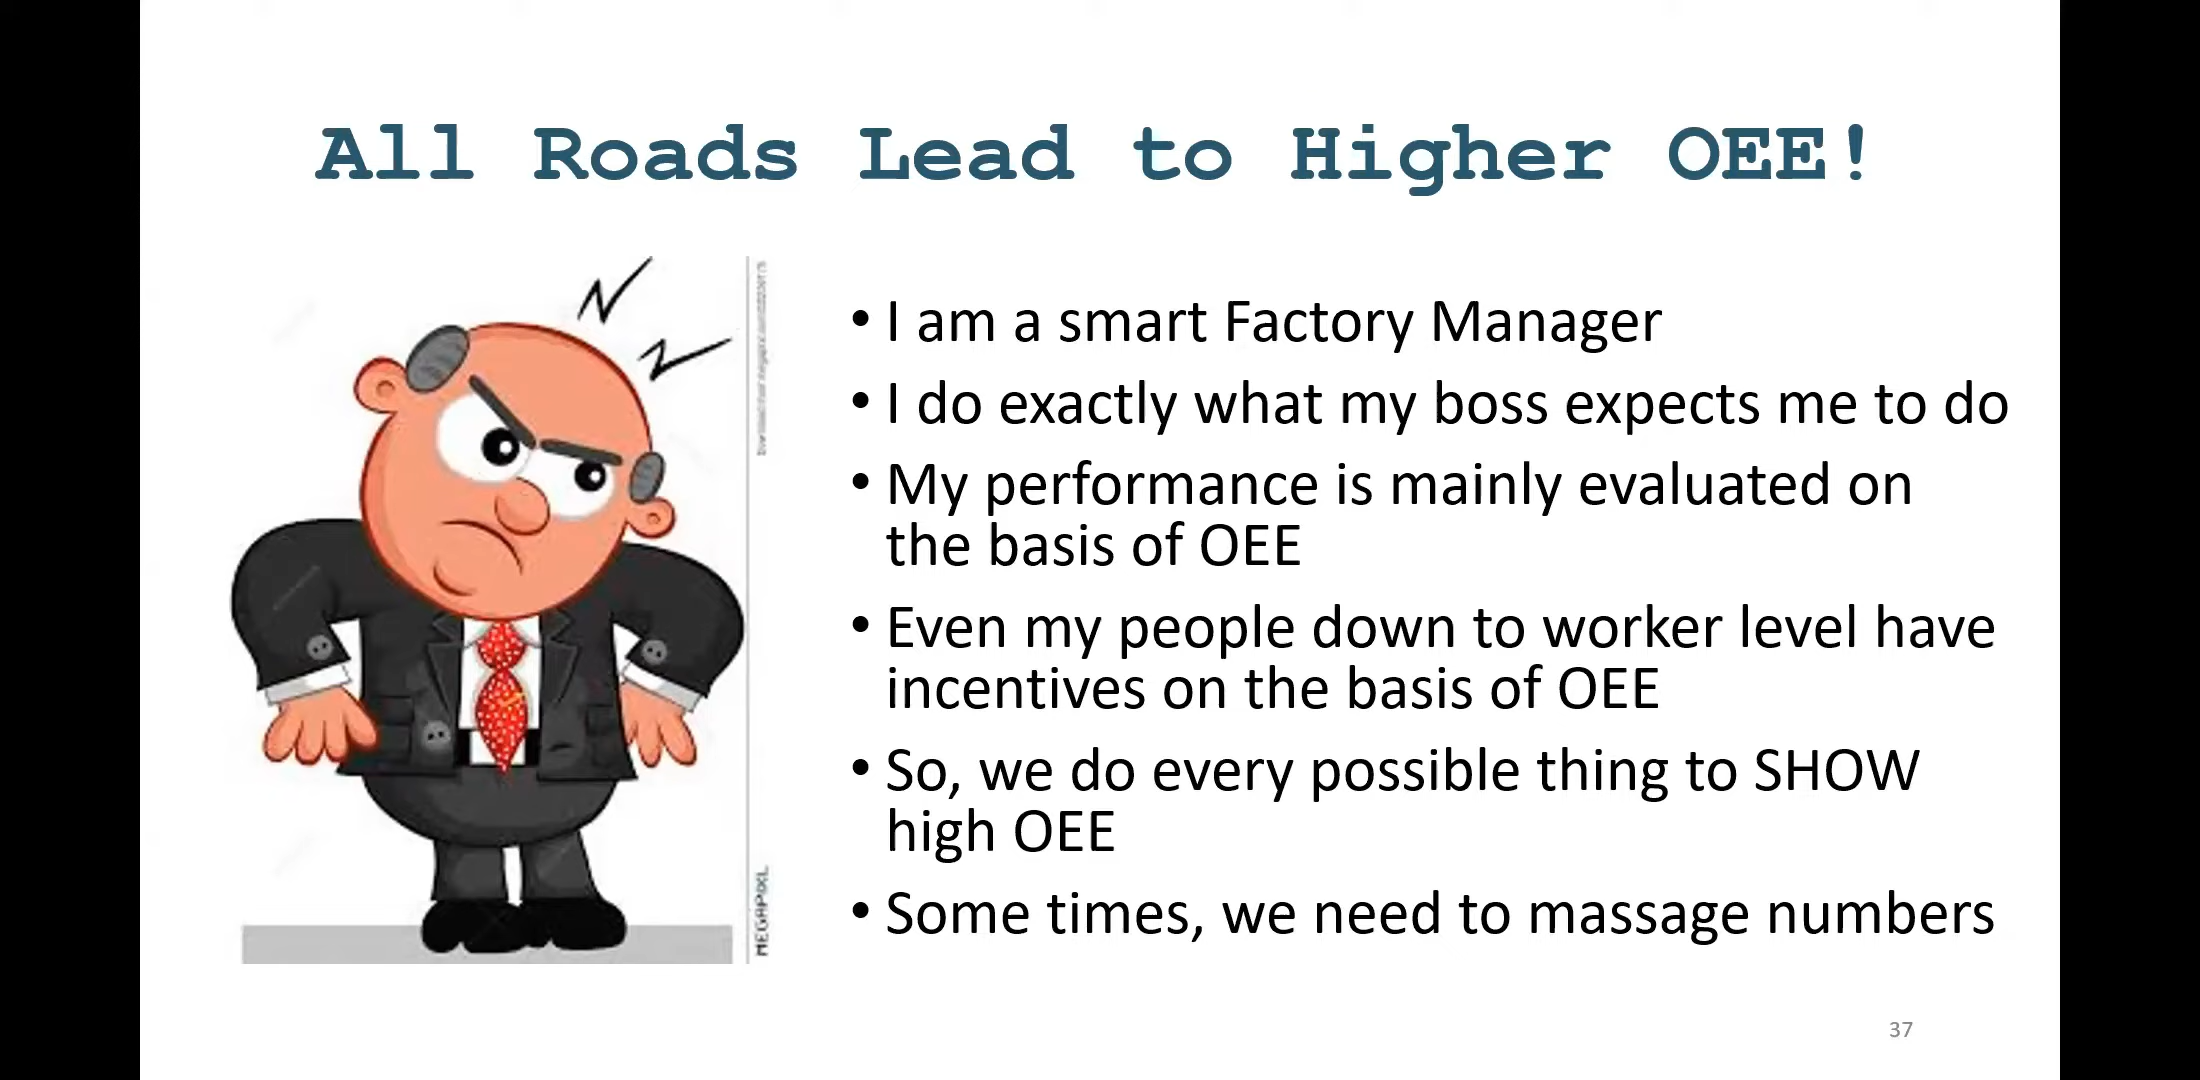 All Roads Lead to Higher OEE!
• I am a smart Factory Manager
• I do exactly what my boss expects me to do
• My performance is mainly evaluated on
the basis of OEE
• Even my people down to worker level have
incentives on the basis of OEE
• So, we do every possible thing to SHOW
high OEE
• Some times, we need to massage numbers
MEGAPIXL
37